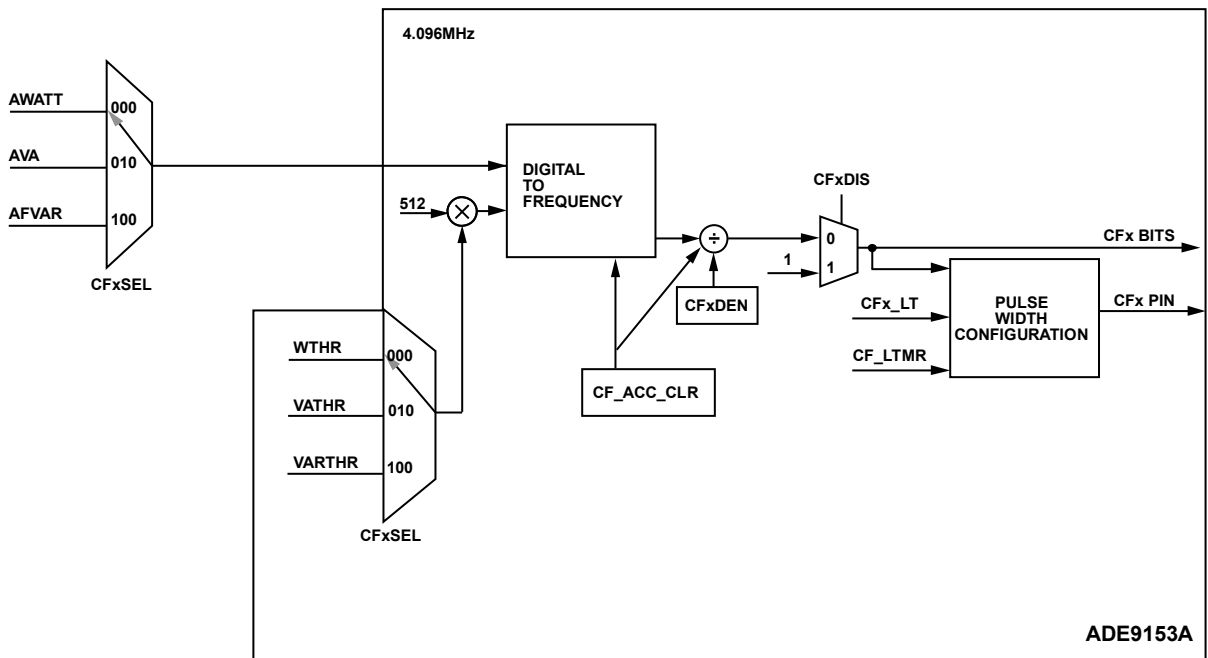 4.096MHz
AWATT
000
AVA
010
AFVAR
100
CFxSEL
DIGITAL
TO
FREQUENCY
512
×
÷
CFxDEN
CFxDIS
0
1
1
CFx BITS
CFx_LT
CF_LTMR
PULSE
WIDTH
CONFIGURATION
CFx PIN
WTHR
000
VATHR
010
VARTHR
100
CFxSEL
CF_ACC_CLR
ADE9153A